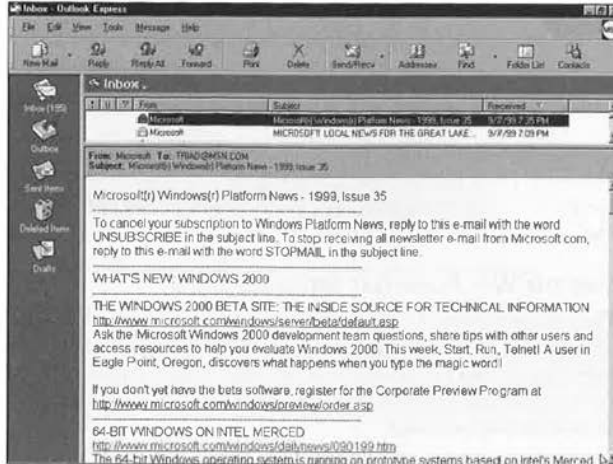 Inbox - Outlook Express
File Edit View Tools Message Help
New Mail Reply Reply All Forward Print Delete Send/Recv Addresses Find Folder List Contacts
Inbox
! From Subject Received
Microsoft Microsoft(r) Windows(r) Platform News - 1999, Issue 35 9/7/99 7:35 PM
Microsoft MICROSOFT LOCAL NEWS FOR THE GREAT LAKE... 9/7/99 7:09 PM
Inbox (195)
Outbox
Sent Items
Deleted Items
Drafts
From: Microsoft To: TRIAD@MSN.COM
Subject: Microsoft(r) Windows(r) Platform News - 1999, Issue 35
Microsoft(r) Windows(r) Platform News - 1999, Issue 35
To cancel your subscription to Windows Platform News, reply to this e-mail with the word
UNSUBSCRIBE in the subject line. To stop receiving all newsletter e-mail from Microsoft.com,
reply to this e-mail with the word STOPMAIL in the subject line.
WHAT'S NEW: WINDOWS 2000
THE WINDOWS 2000 BETA SITE: THE INSIDE SOURCE FOR TECHNICAL INFORMATION
http://www.microsoft.com/windows/server/beta/default.asp
Ask the Microsoft Windows 2000 development team questions, share tips with other users and
access resources to help you evaluate Windows 2000. This week, Start, Run, Telnet! A user in
Eagle Point, Oregon, discovers what happens when you type the magic word!
If you don't yet have the beta software, register for the Corporate Preview Program at
http://www.microsoft.com/windows/preview/order.asp
64-BIT WINDOWS ON INTEL MERCED
http://www.microsoft.com/windows/dailynews/090199.htm
The 64-bit Windows operating system is running on prototype systems based on Intel's Merced